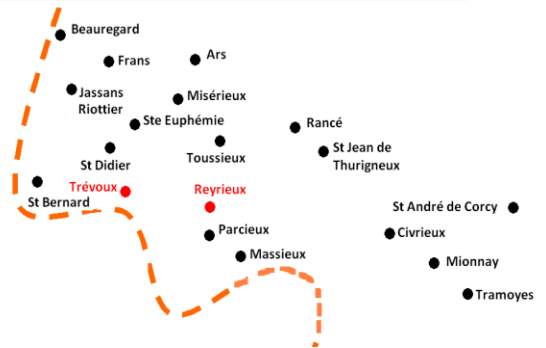 Beauregard
Frans
Ars
Jassans
Riottier
Misérieux
Ste Euphémie
Rancé
Toussieux
St Jean de
Thurigneux
St Didier
Trévoux
Reyrieux
St Bernard
St André de Corcy
Parcieux
Civrieux
Massieux
Mionnay
Tramoyes